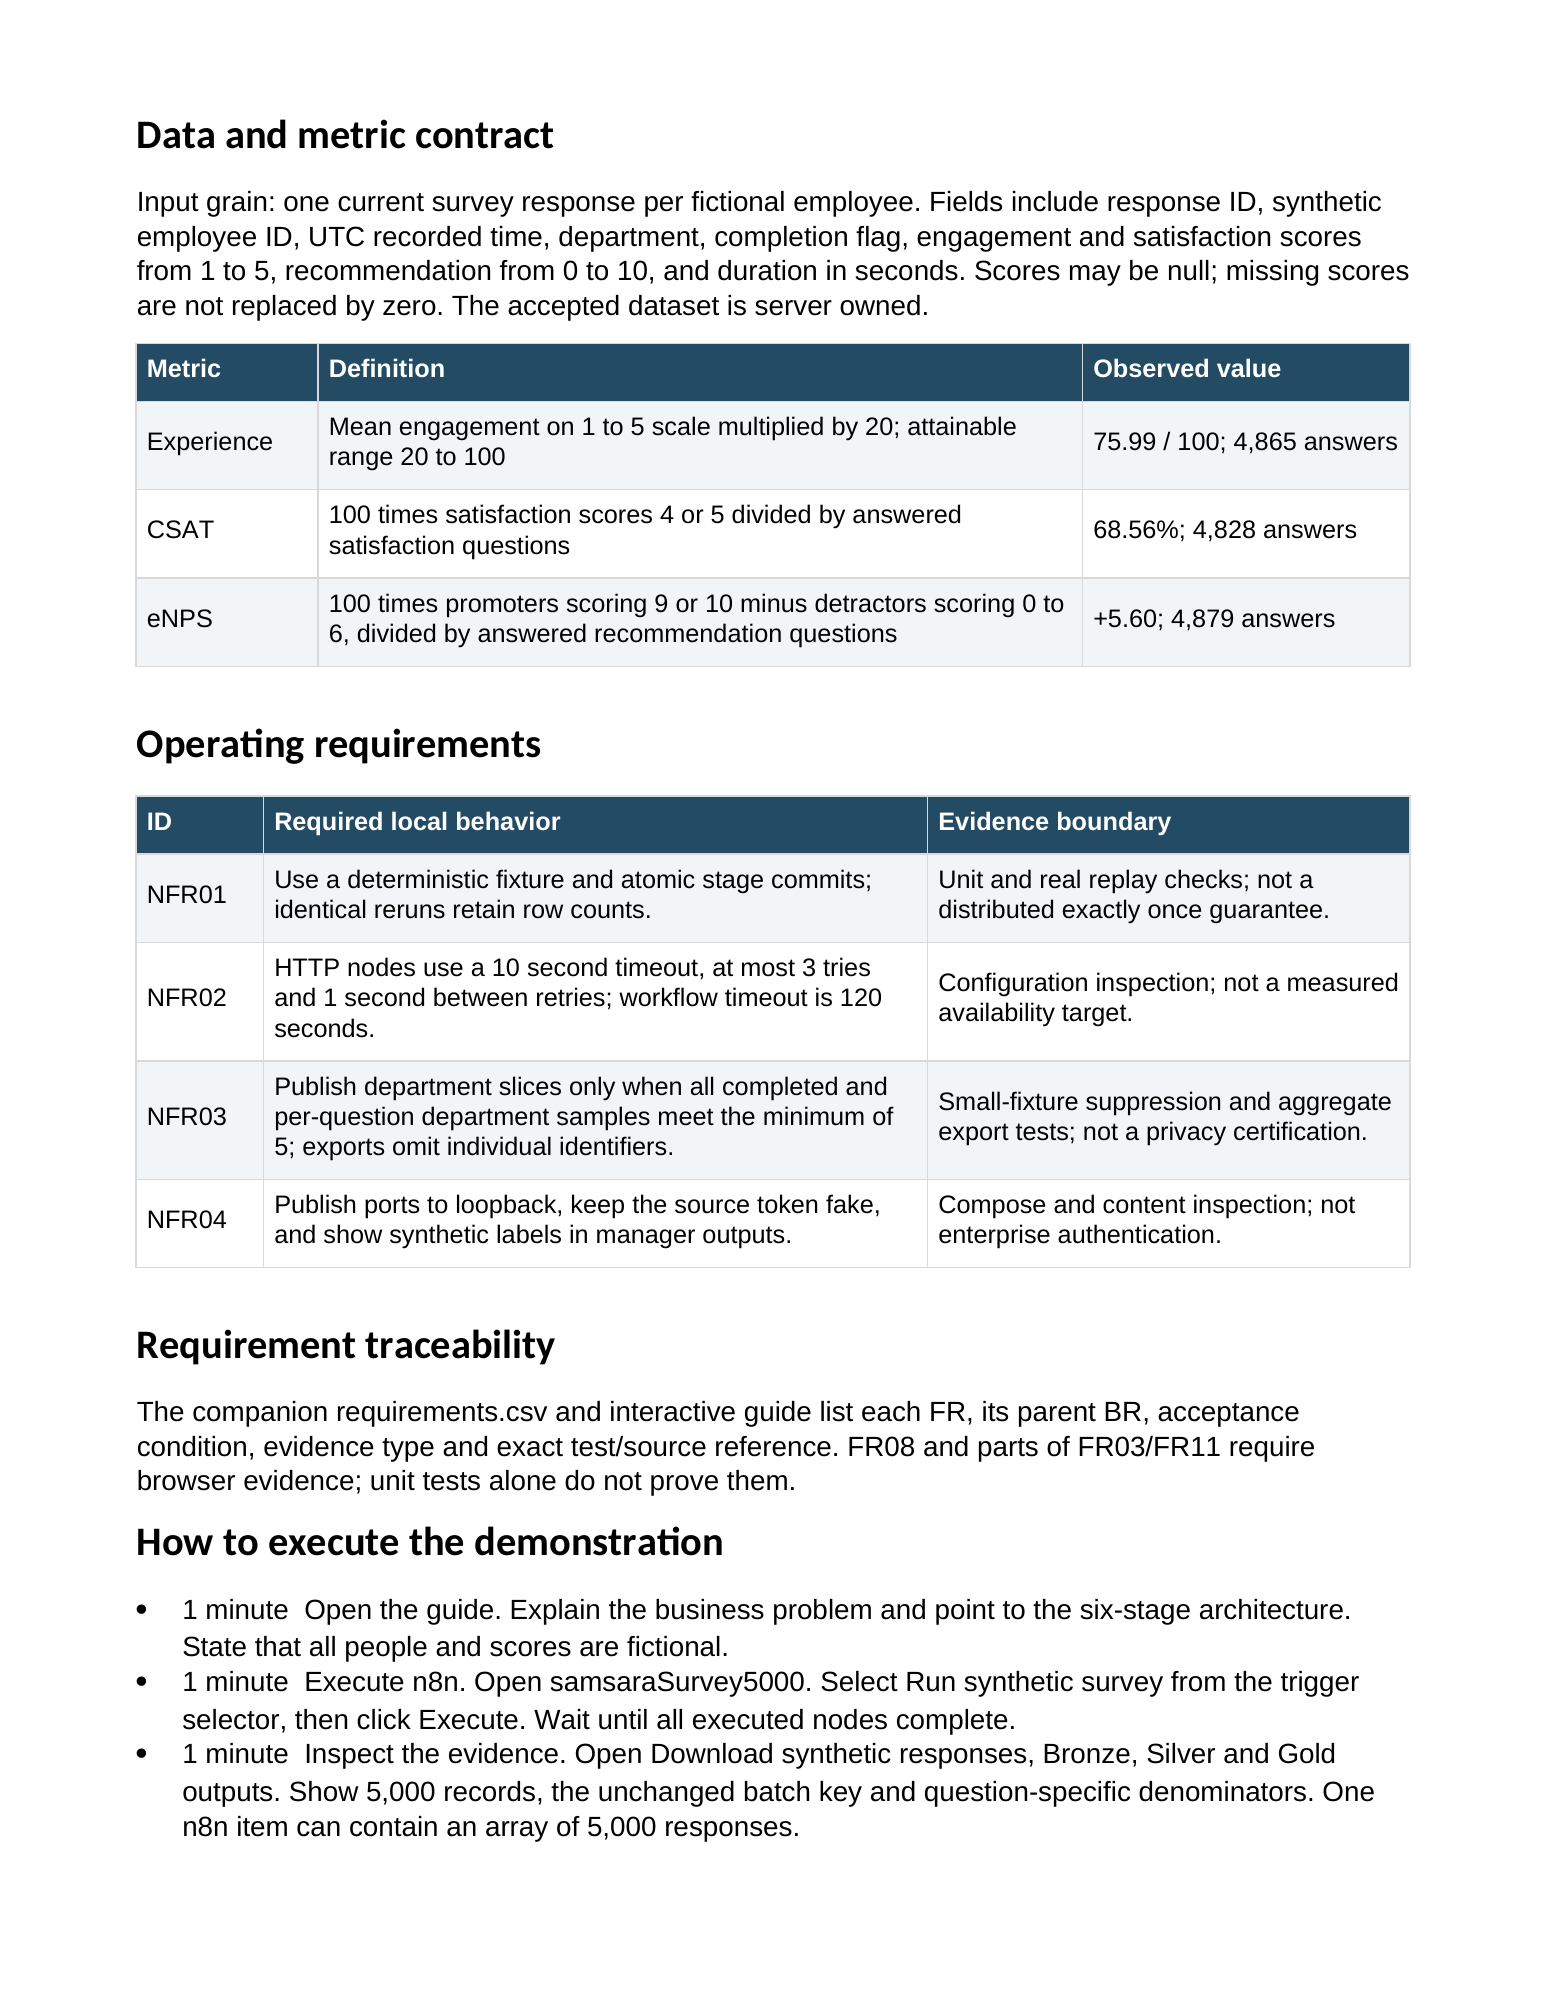 Data and metric contract
Input grain: one current survey response per fictional employee. Fields include response ID, synthetic
employee ID, UTC recorded time, department, completion flag, engagement and satisfaction scores
from 1 to 5, recommendation from 0 to 10, and duration in seconds. Scores may be null; missing scores
are not replaced by zero. The accepted dataset is server owned.
Metric Definition Observed value
Experience Mean engagement on 1 to 5 scale multiplied by 20; attainable
range 20 to 100
75.99 / 100; 4,865 answers
CSAT 100 times satisfaction scores 4 or 5 divided by answered
satisfaction questions
68.56%; 4,828 answers
eNPS 100 times promoters scoring 9 or 10 minus detractors scoring 0 to
6, divided by answered recommendation questions
+5.60; 4,879 answers
Operating requirements
ID Required local behavior Evidence boundary
NFR01
Use a deterministic fixture and atomic stage commits;
identical reruns retain row counts.
Unit and real replay checks; not a
distributed exactly once guarantee.
NFR02
HTTP nodes use a 10 second timeout, at most 3 tries
and 1 second between retries; workflow timeout is 120
seconds.
Configuration inspection; not a measured
availability target.
NFR03
Publish department slices only when all completed and
per-question department samples meet the minimum of
5; exports omit individual identifiers.
Small-fixture suppression and aggregate
export tests; not a privacy certification.
NFR04
Publish ports to loopback, keep the source token fake,
and show synthetic labels in manager outputs.
Compose and content inspection; not
enterprise authentication.
Requirement traceability
The companion requirements.csv and interactive guide list each FR, its parent BR, acceptance
condition, evidence type and exact test/source reference. FR08 and parts of FR03/FR11 require
browser evidence; unit tests alone do not prove them.
How to execute the demonstration
• 1 minute  Open the guide. Explain the business problem and point to the six-stage architecture.
State that all people and scores are fictional.
• 1 minute  Execute n8n. Open samsaraSurvey5000. Select Run synthetic survey from the trigger
selector, then click Execute. Wait until all executed nodes complete.
• 1 minute  Inspect the evidence. Open Download synthetic responses, Bronze, Silver and Gold
outputs. Show 5,000 records, the unchanged batch key and question-specific denominators. One
n8n item can contain an array of 5,000 responses.